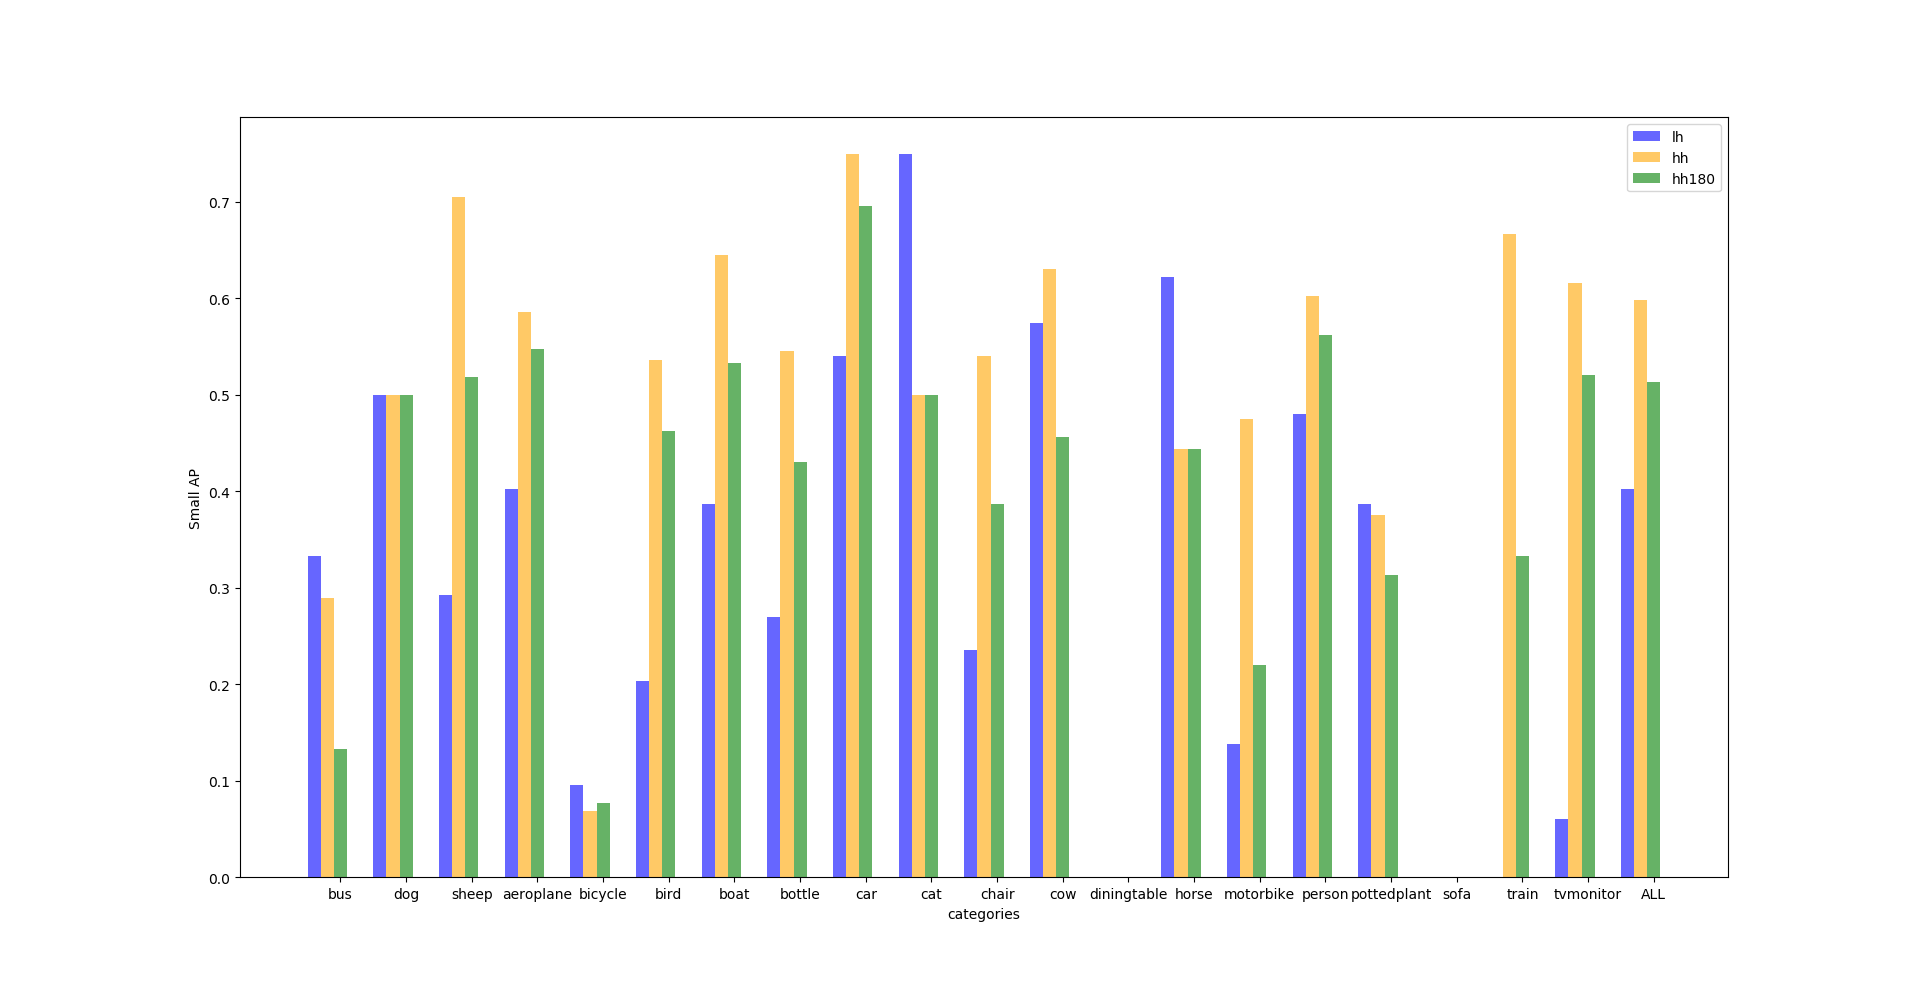 lh
hh
hh180
0.7
0.6
0.5
0.4
0.3
0.2
0.1
0.0
Small AP
bus dog sheep aeroplane bicycle bird boat bottle car cat chair cow diningtable horse motorbike person pottedplant sofa train tvmonitor ALL
categories